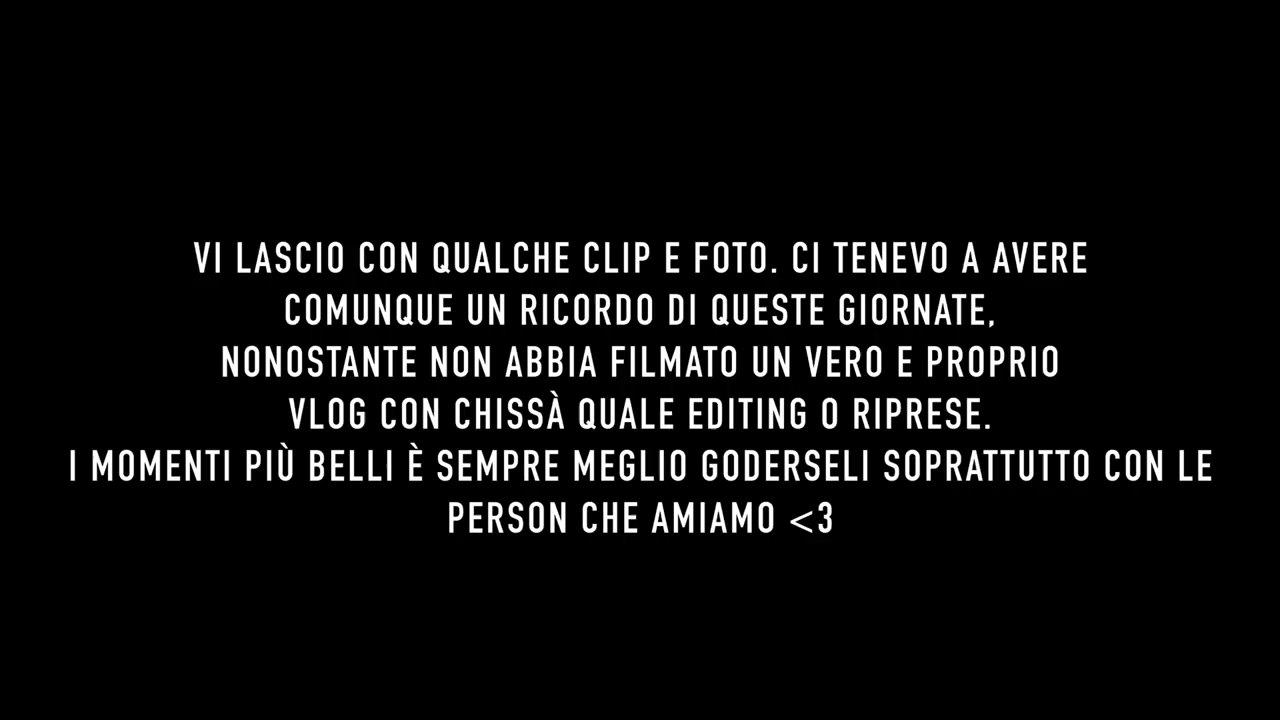 VI LASCIO CON QUALCHE CLIP E FOTO. CI TENEVO A AVERE
COMUNQUE UN RICORDO DI QUESTE GIORNATE,
NONOSTANTE NON ABBIA FILMATO UN VERO E PROPRIO
VLOG CON CHISSÀ QUALE EDITING O RIPRESE.
I MOMENTI PIÙ BELLI È SEMPRE MEGLIO GODERSELI SOPRATTUTTO CON LE
PERSON CHE AMIAMO <3